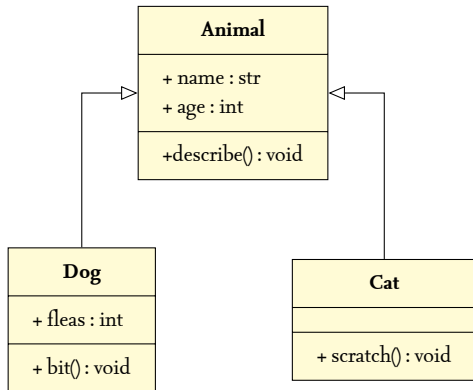 Animal
+ name : str
+ age : int
+describe() : void
Dog
+ fleas : int
+ bit() : void
Cat
+ scratch() : void